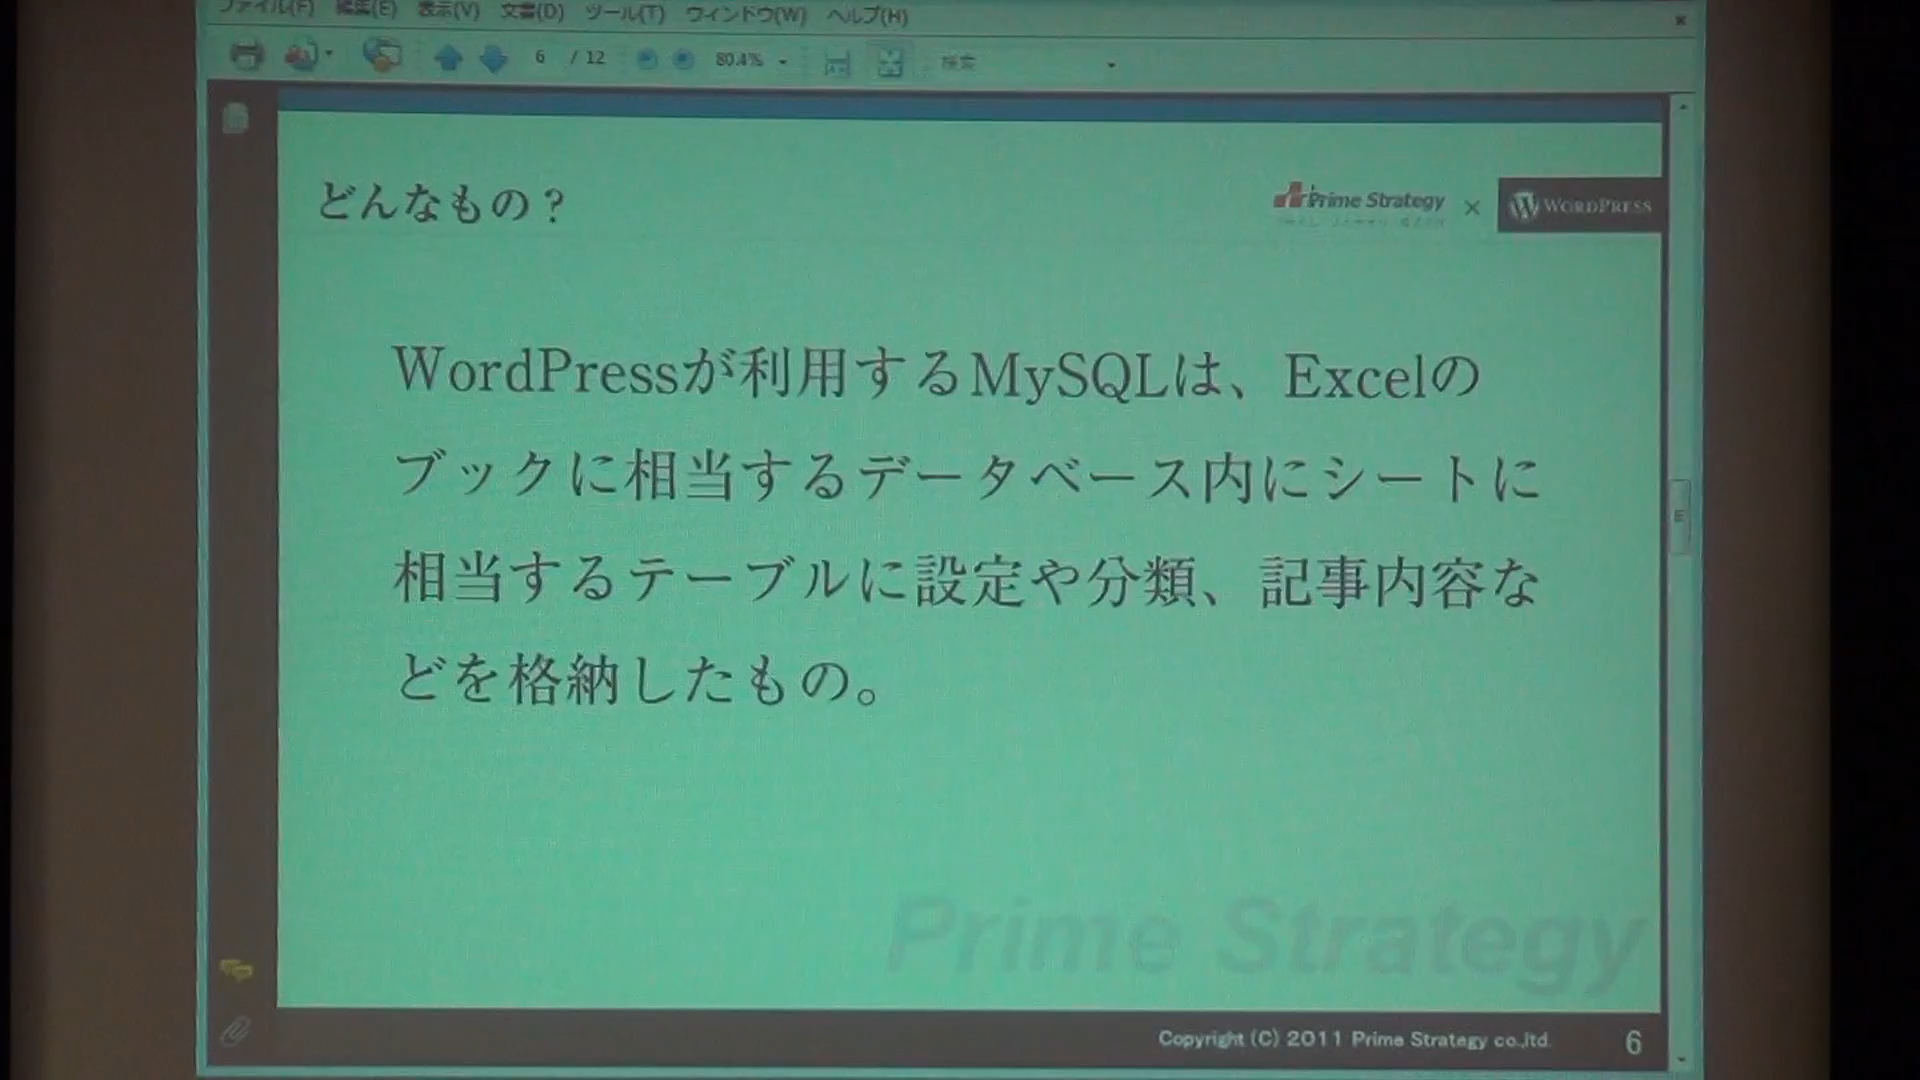 ファイル(F) 編集(E) 表示(V) 文書(D) ツール(T) ウィンドウ(W) ヘルプ(H)
6 / 12 80.4% 検索
どんなもの？
Prime Strategy × WORDPRESS
WordPressが利用するMySQLは、Excelの
ブックに相当するデータベース内にシートに
相当するテーブルに設定や分類、記事内容な
どを格納したもの。
Prime Strategy
Copyright (C) 2011 Prime Strategy co.,ltd.
6